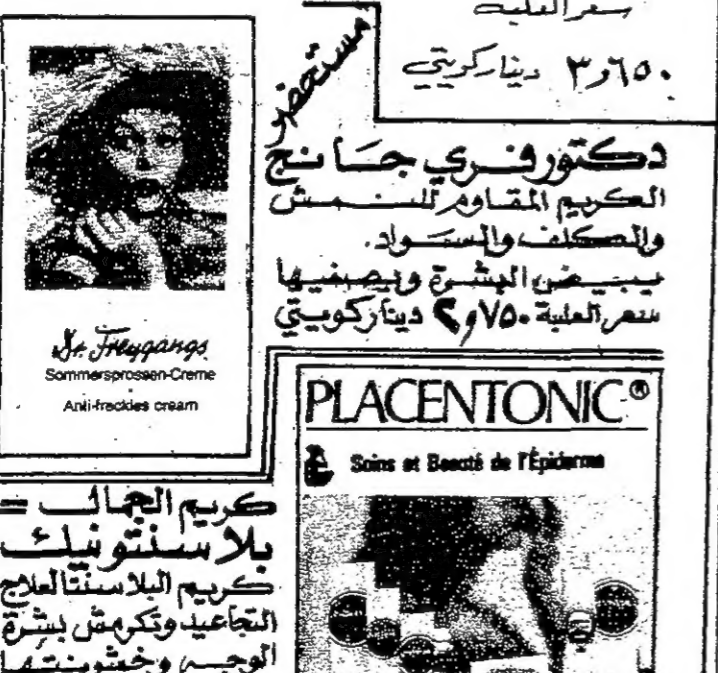 سعر العلبة
٣٫٦٥٠ دينار كويتي
مستحضر
دكتور فري جانج
الكريم المقاوم للنمش
والكلف والسواد.
يبيض البشرة ويصفيها
سعر العلبة ٢٫٧٥٠ دينار كويتي
Dr. Freygangs
Sommersprossen-Creme
Anti-freckles cream
PLACENTONIC®
Soins et Beauté de l'Épiderme
كريم الجمال =
بلاسنتونيك
كريم البلاسنتا لعلاج
التجاعيد وتكرمش بشرة
الوجه وخشونتها